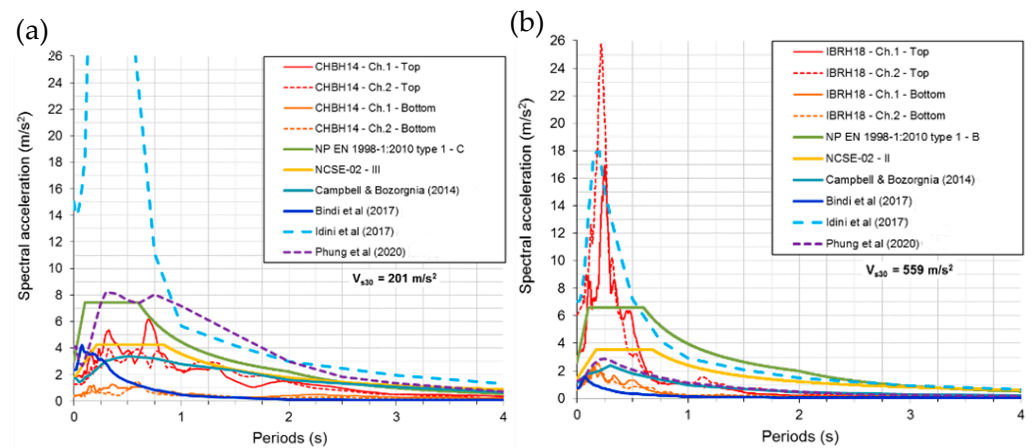 (a)
Spectral acceleration (m/s²)
26
24
22
20
18
16
14
12
10
8
6
4
2
0
0
1
2
3
4
Periods (s)
CHBH14 - Ch.1 - Top
CHBH14 - Ch.2 - Top
CHBH14 - Ch.1 - Bottom
CHBH14 - Ch.2 - Bottom
NP EN 1998-1:2010 type 1 - C
NCSE-02 - III
Campbell & Bozorgnia (2014)
Bindi et al (2017)
Idini et al (2017)
Phung et al (2020)
Vs30 = 201 m/s²
(b)
Spectral acceleration (m/s²)
26
24
22
20
18
16
14
12
10
8
6
4
2
0
0
1
2
3
4
Periods (s)
IBRH18 - Ch.1 - Top
IBRH18 - Ch.2 - Top
IBRH18 - Ch.1 - Bottom
IBRH18 - Ch.2 - Bottom
NP EN 1998-1:2010 type 1 - B
NCSE-02 - II
Campbell & Bozorgnia (2014)
Bindi et al (2017)
Idini et al (2017)
Phung et al (2020)
Vs30 = 559 m/s²